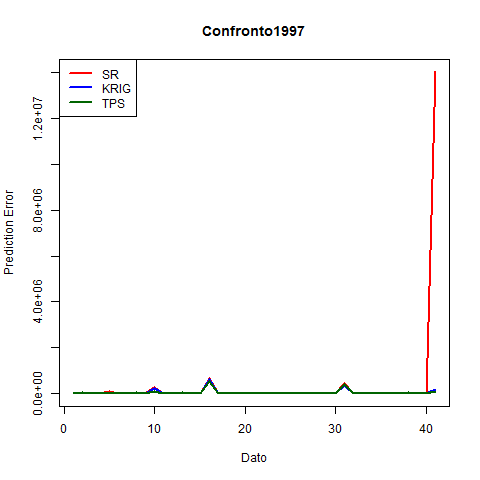 Confronto1997
SR
KRIG
TPS
Prediction Error
0.0e+00
4.0e+06
8.0e+06
1.2e+07
0
10
20
30
40
Dato